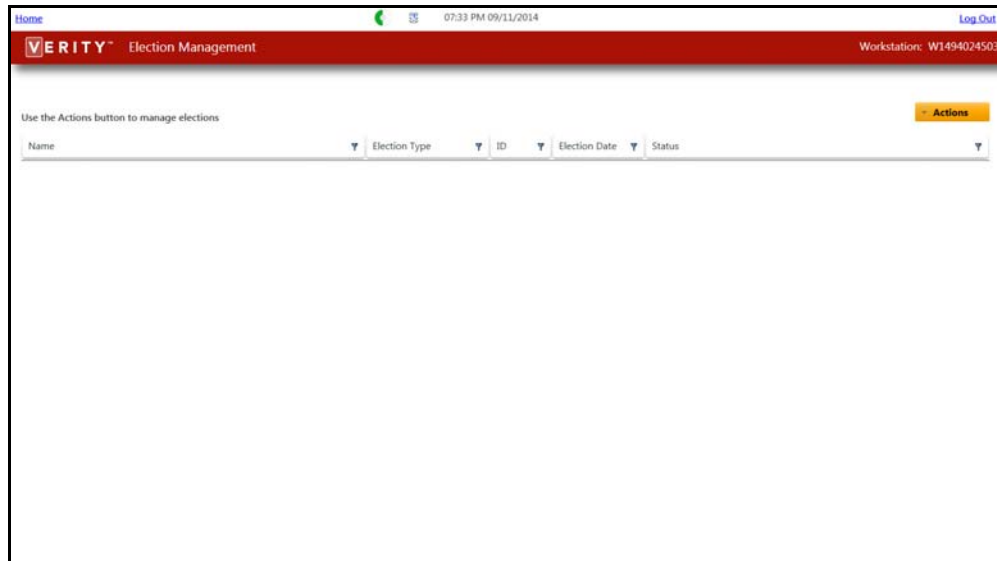 Home 07:33 PM 09/11/2014 Log Out
VERITY™ Election Management Workstation: W1494024503
Use the Actions button to manage elections Actions
Name Election Type ID Election Date Status